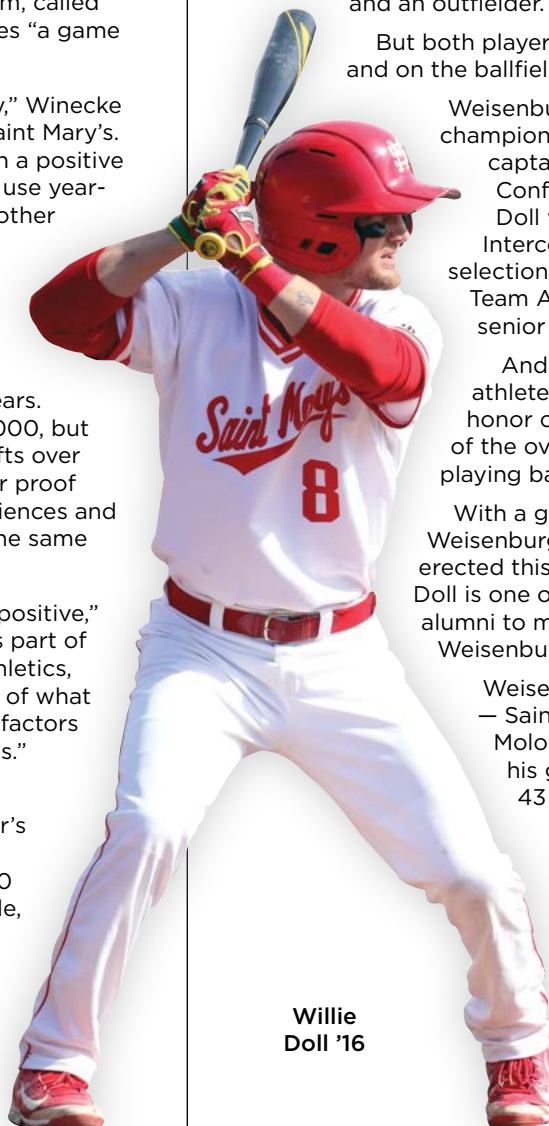 m, called
es “a game
y,” Winecke
aint Mary’s.
n a positive
use year-
other
ears.
000, but
fts over
r proof
iences and
he same
positive,”
s part of
hletics,
of what
factors
s.”
r’s
0
le,
and an outfielder.
But both player
and on the ballfiel
Weisenbu
champion
capta
Conf
Doll
Interco
selection
Team A
senior
And
athlete
honor o
of the ov
playing ba
With a g
Weisenburg
erected this
Doll is one o
alumni to m
Weisenbu
Weise
— Sain
Molo
his g
43
Saint Marys
8
Willie
Doll ’16